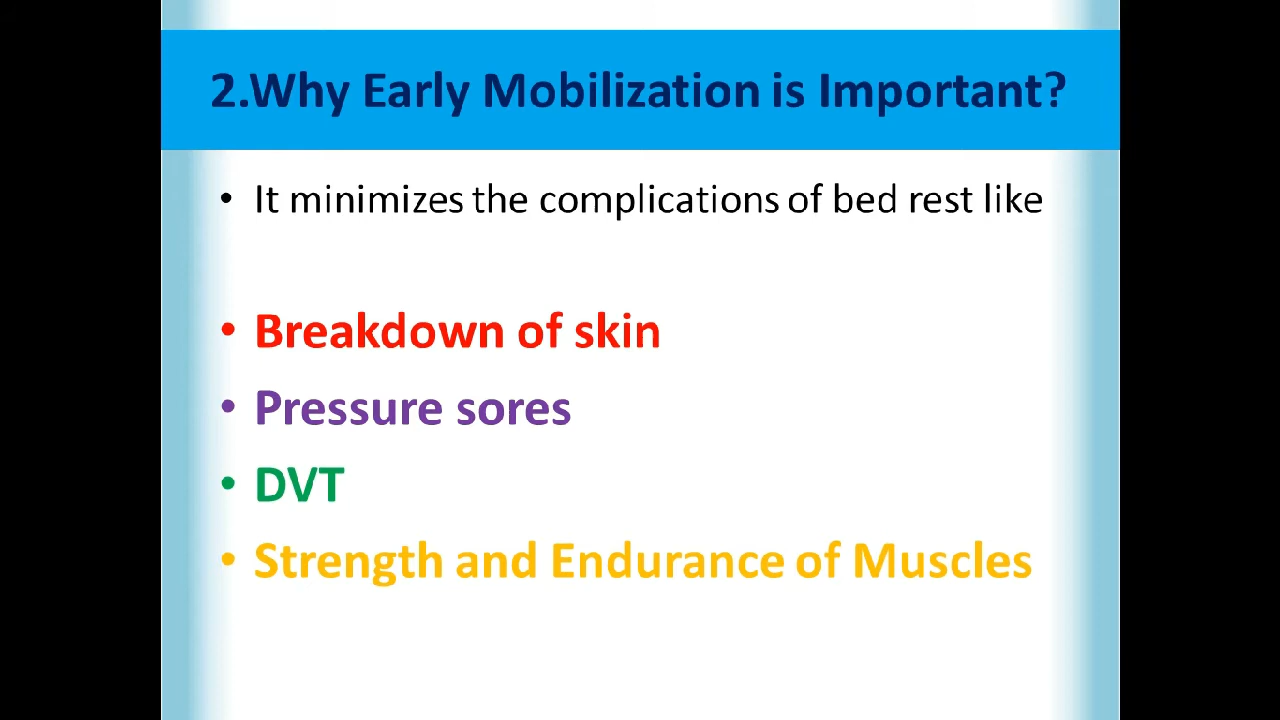 2.Why Early Mobilization is Important?
• It minimizes the complications of bed rest like
• Breakdown of skin
• Pressure sores
• DVT
• Strength and Endurance of Muscles